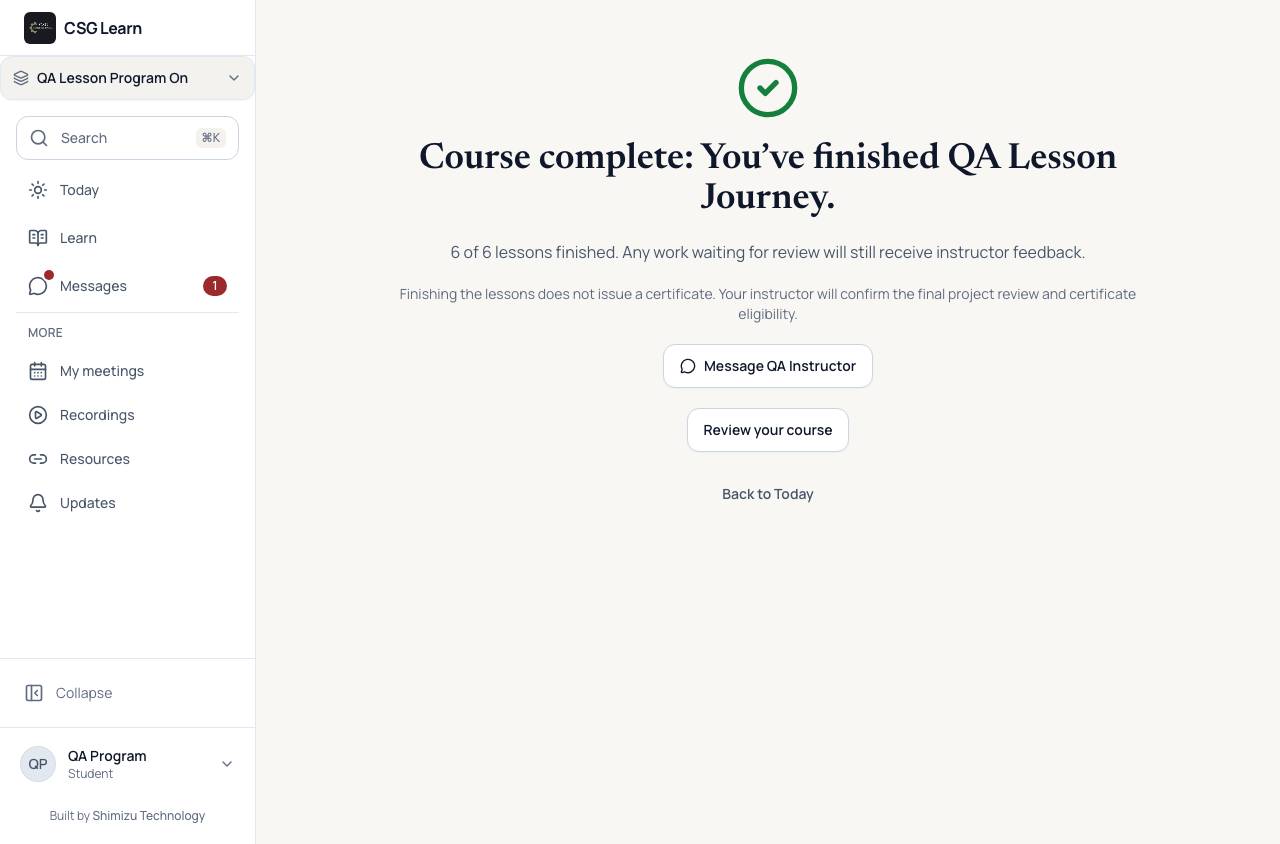 CSG Learn
QA Lesson Program On
Search ⌘K
Today
Learn
Messages 1
MORE
My meetings
Recordings
Resources
Updates
Collapse
QP
QA Program
Student
Built by Shimizu Technology
Course complete: You’ve finished QA Lesson
Journey.
6 of 6 lessons finished. Any work waiting for review will still receive instructor feedback.
Finishing the lessons does not issue a certificate. Your instructor will confirm the final project review and certificate
eligibility.
Message QA Instructor
Review your course
Back to Today